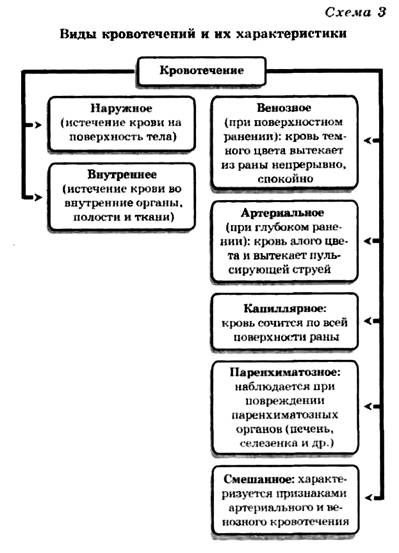 Схема 3
Виды кровотечений и их характеристики
Кровотечение
Наружное
(истечение крови на
поверхность тела)
Внутреннее
(истечение крови во
внутренние органы,
полости и ткани)
Венозное
(при поверхностном
ранении): кровь тем-
ного цвета вытекает
из раны непрерывно,
спокойно
Артериальное
(при глубоком ране-
нии): кровь алого цве-
та и вытекает пуль-
сирующей струей
Капиллярное:
кровь сочится по всей
поверхности раны
Паренхиматозное:
наблюдается при
повреждении
паренхиматозных
органов (печень,
селезенка и др.)
Смешанное: характе-
ризуется признаками
артериального и ве-
нозного кровотечения